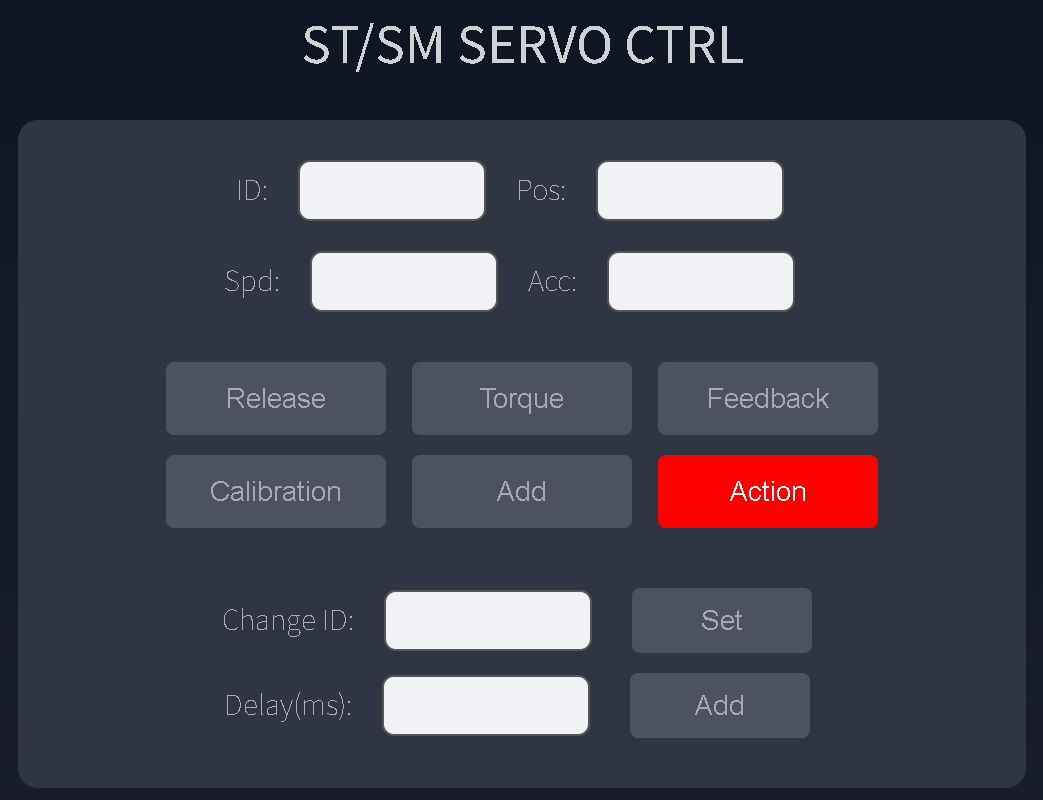 ST/SM SERVO CTRL
ID: Pos:
Spd: Acc:
Release Torque Feedback
Calibration Add Action
Change ID: Set
Delay(ms): Add